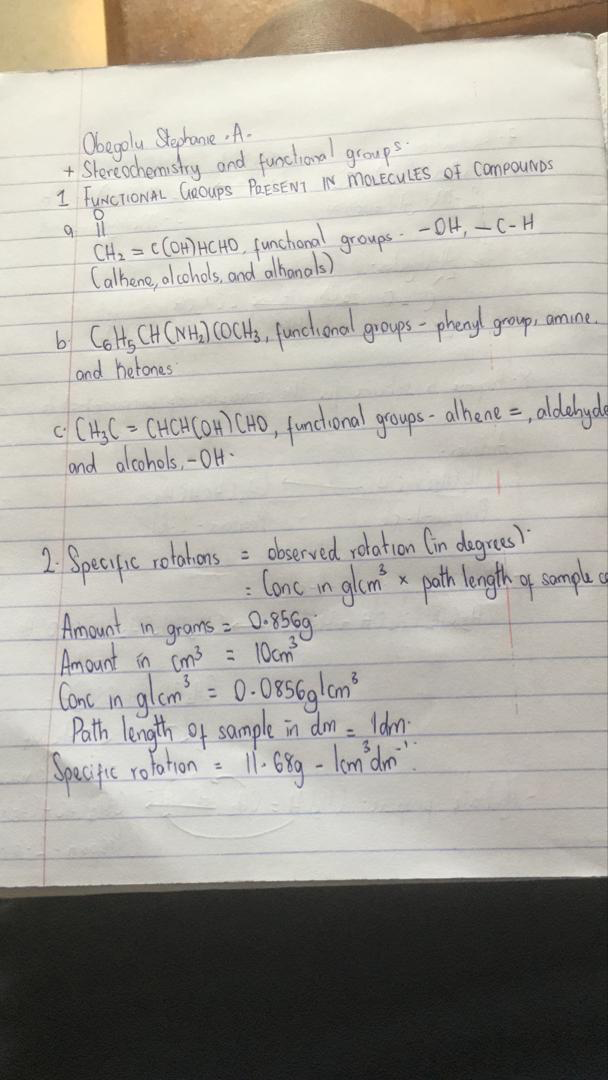 Obegolu Stephanie .A.
+ Stereochemistry and functional groups.
1 FUNCTIONAL GROUPS PRESENT IN MOLECULES OF COMPOUNDS
O
||
a CH₂ = C(OH)HCHO, functional groups. -OH, -C-H
(alkene, alcohols, and alkanals)
b. C₆H₅CH(NH₂)COCH₃, functional groups - phenyl group, amine.
and ketones
c. CH₃C = CHCH(OH)CHO, functional groups - alkene =, aldehyde
and alcohols, -OH.
2. Specific rotations = observed rotation (in degrees).
= Conc in g/cm³ × path length of sample
Amount in grams = 0.856g
Amount in cm³ = 10cm³
Conc in g/cm³ = 0.0856g/cm³
Path length of sample in dm = 1dm.
Specific rotation = 11.68g - 1cm³dm⁻¹.